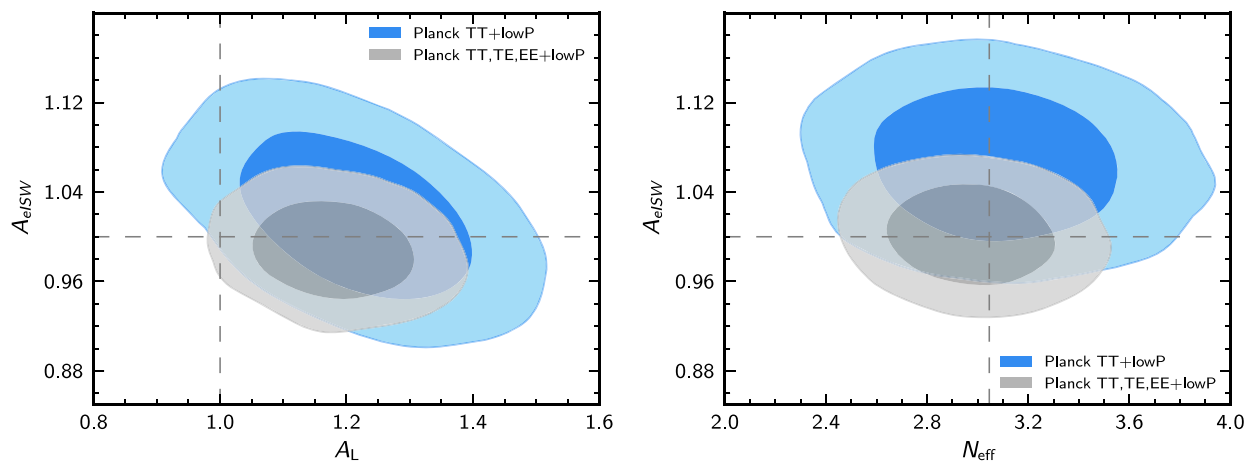 Planck TT+lowP
Planck TT,TE,EE+lowP
1.12
1.04
0.96
0.88
A_eISW
0.8 1.0 1.2 1.4 1.6
A_L
1.12
1.04
0.96
0.88
A_eISW
Planck TT+lowP
Planck TT,TE,EE+lowP
2.0 2.4 2.8 3.2 3.6 4.0
N_eff